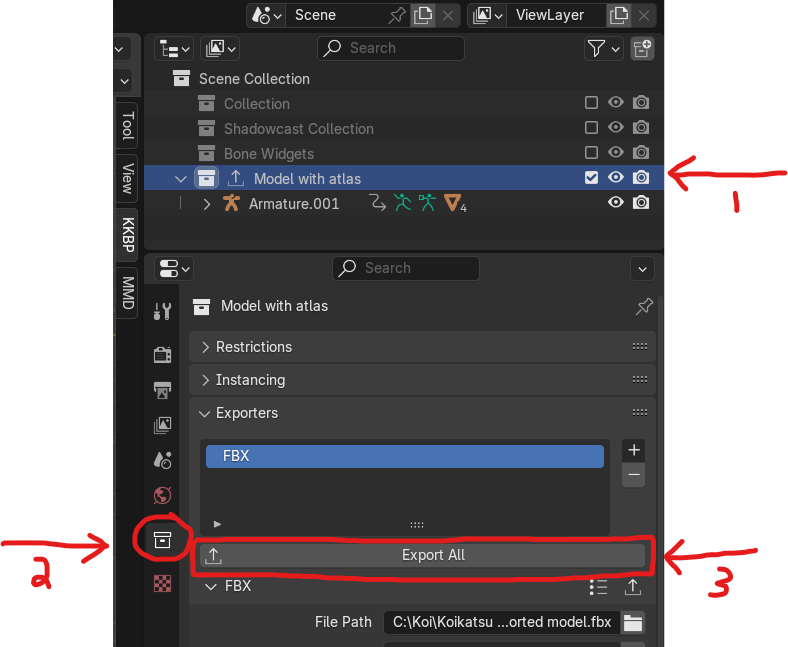 Scene
ViewLayer
Search
Scene Collection
Collection
Shadowcast Collection
Bone Widgets
Model with atlas
1
Armature.001
4
Tool
View
KKBP
MMD
Search
Model with atlas
Restrictions
Instancing
Exporters
FBX
2
Export All
3
FBX
File Path C:\Koi\Koikatsu ...orted model.fbx